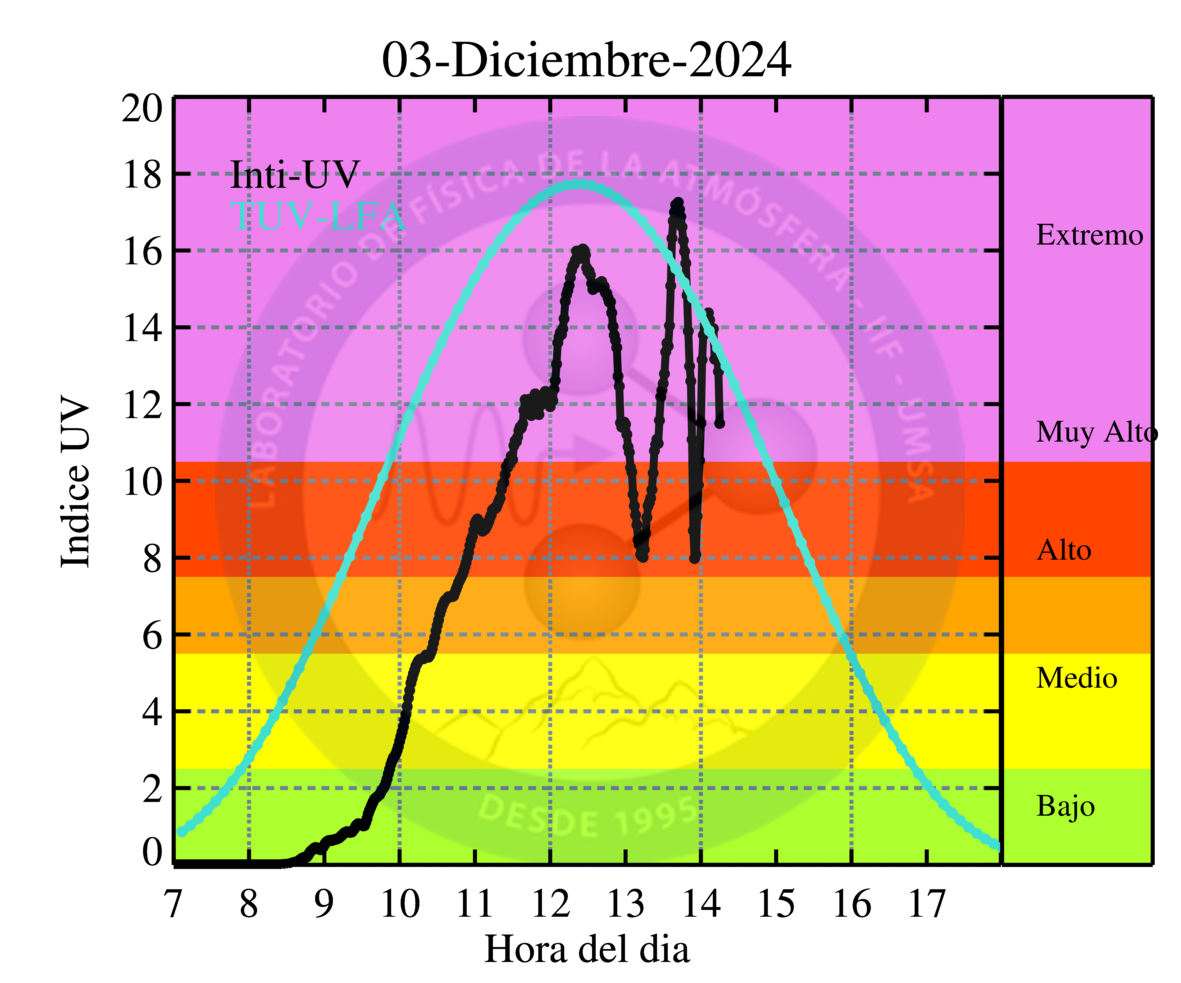 03-Diciembre-2024
Inti-UV
TUV-LFA
LABORATORIO DE FÍSICA DE LA ATMÓSFERA - IIF - UMSA
DESDE 1995
Indice UV
20
18
16
14
12
10
8
6
4
2
0
Extremo
Muy Alto
Alto
Medio
Bajo
7 8 9 10 11 12 13 14 15 16 17
Hora del dia